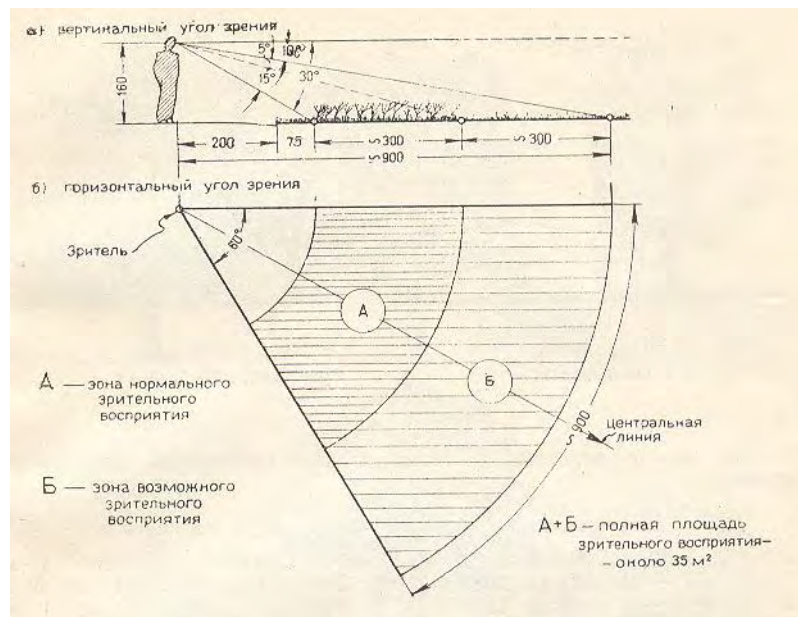 а) вертикальный угол зрения
5° 10°
15° 30°
160
200 75 ∽300 ∽300
∽900
б) горизонтальный угол зрения
Зритель
60°
А
Б
∽900
центральная
линия
А — зона нормального
зрительного
восприятия
Б — зона возможного
зрительного
восприятия
А+Б — полная площадь
зрительного восприятия—
- около 35 м²